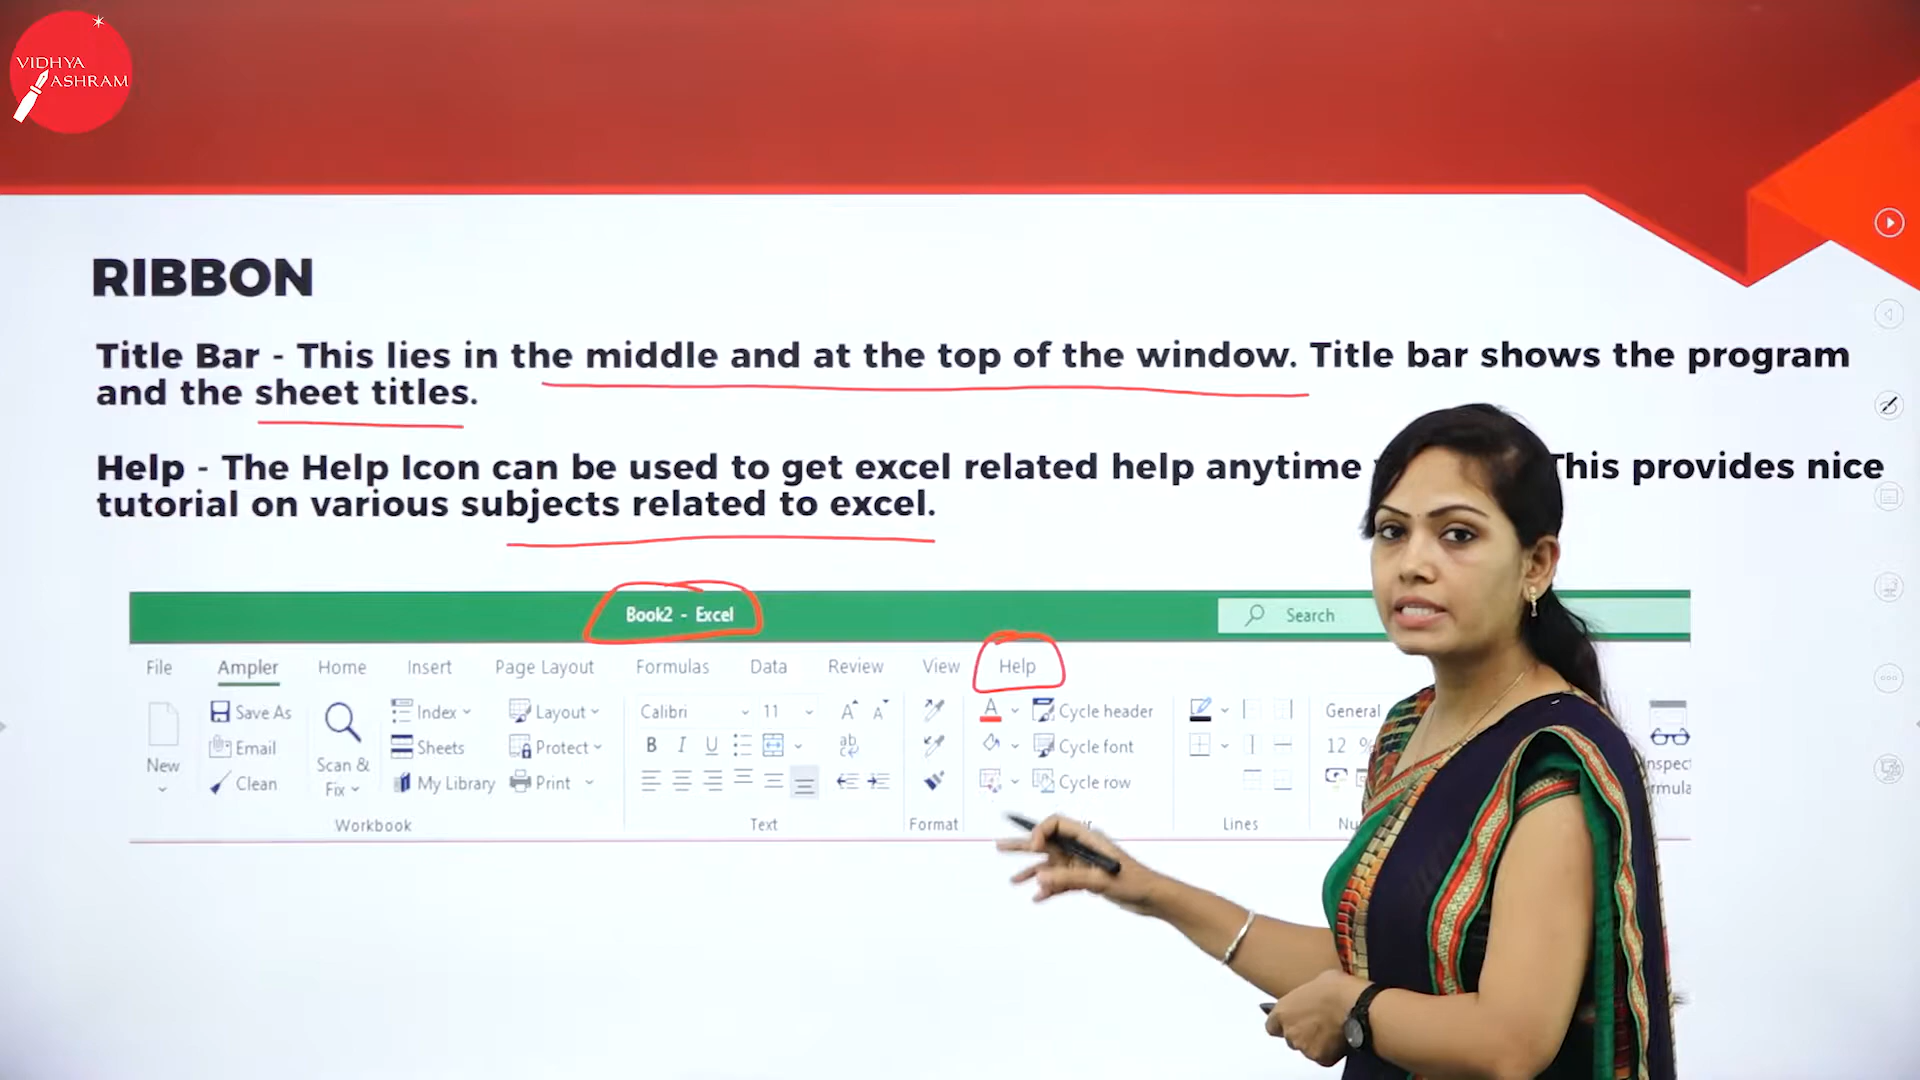 VIDHYA
ASHRAM
RIBBON
Title Bar - This lies in the middle and at the top of the window. Title bar shows the program
and the sheet titles.
Help - The Help Icon can be used to get excel related help anytime This provides nice
tutorial on various subjects related to excel.
Book2 - Excel Search
File Ampler Home Insert Page Layout Formulas Data Review View Help
Save As Index Layout Calibri 11 A A A Cycle header General
New Email Scan & Fix Sheets Protect B I U ab Cycle font 12 %
Clean My Library Print Cycle row
Workbook Text Format Lines